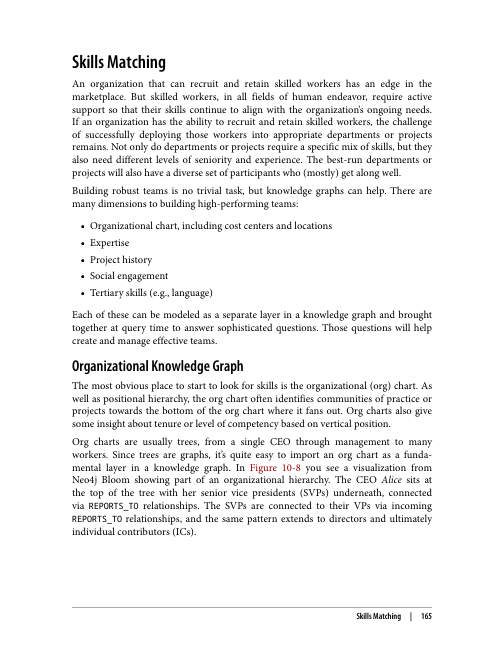 Skills Matching
An organization that can recruit and retain skilled workers has an edge in the
marketplace. But skilled workers, in all fields of human endeavor, require active
support so that their skills continue to align with the organization's ongoing needs.
If an organization has the ability to recruit and retain skilled workers, the challenge
of successfully deploying those workers into appropriate departments or projects
remains. Not only do departments or projects require a specific mix of skills, but they
also need different levels of seniority and experience. The best-run departments or
projects will also have a diverse set of participants who (mostly) get along well.
Building robust teams is no trivial task, but knowledge graphs can help. There are
many dimensions to building high-performing teams:
• Organizational chart, including cost centers and locations
• Expertise
• Project history
• Social engagement
• Tertiary skills (e.g., language)
Each of these can be modeled as a separate layer in a knowledge graph and brought
together at query time to answer sophisticated questions. Those questions will help
create and manage effective teams.
Organizational Knowledge Graph
The most obvious place to start to look for skills is the organizational (org) chart. As
well as positional hierarchy, the org chart often identifies communities of practice or
projects towards the bottom of the org chart where it fans out. Org charts also give
some insight about tenure or level of competency based on vertical position.
Org charts are usually trees, from a single CEO through management to many
workers. Since trees are graphs, it's quite easy to import an org chart as a funda-
mental layer in a knowledge graph. In Figure 10-8 you see a visualization from
Neo4j Bloom showing part of an organizational hierarchy. The CEO Alice sits at
the top of the tree with her senior vice presidents (SVPs) underneath, connected
via REPORTS_TO relationships. The SVPs are connected to their VPs via incoming
REPORTS_TO relationships, and the same pattern extends to directors and ultimately
individual contributors (ICs).
Skills Matching | 165